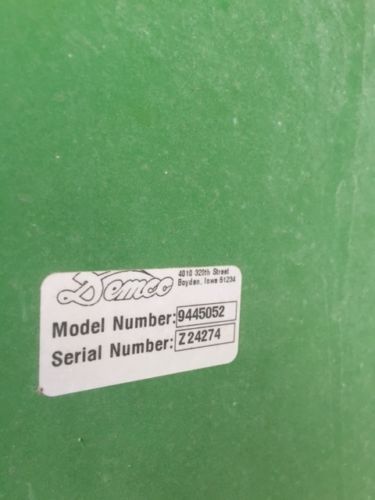 Demco
4010 320th Street
Boyden, Iowa 51234
Model Number: 9445052
Serial Number: Z24274